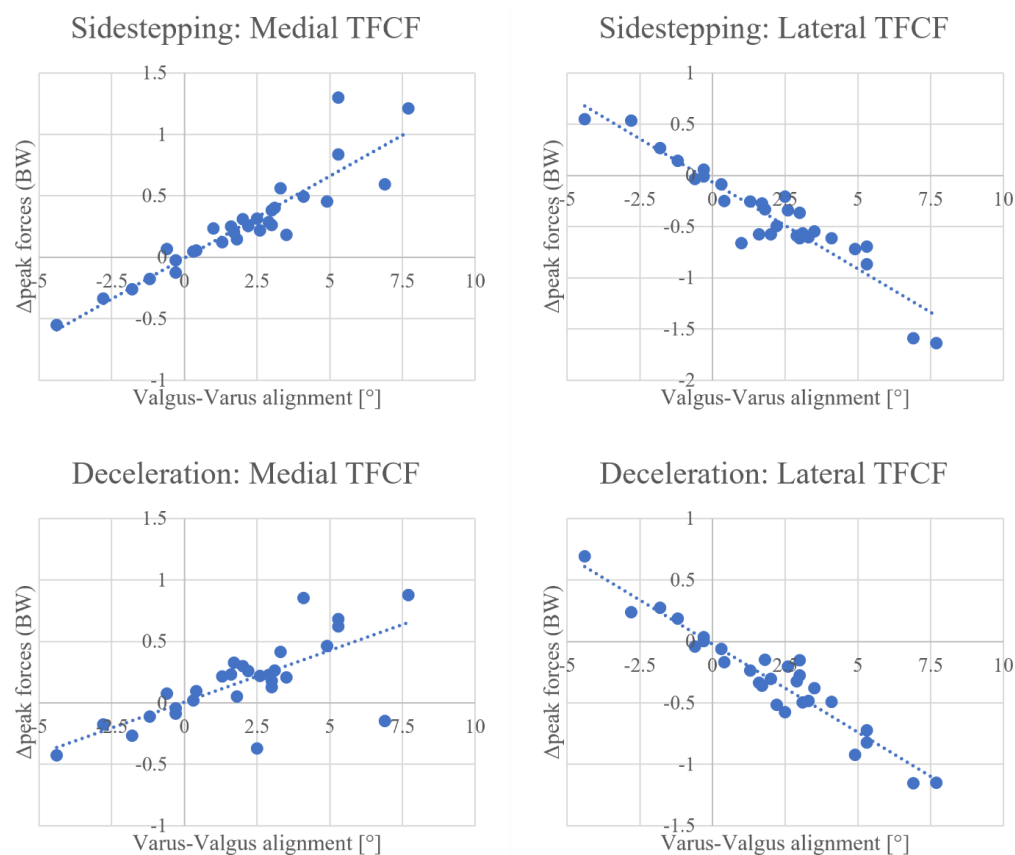 Sidestepping: Medial TFCF
1.5
1
0.5
0
-5 -2.5 0 2.5 5 7.5 10
-0.5
-1
Δpeak forces (BW)
Valgus-Varus alignment [°]
Sidestepping: Lateral TFCF
1
0.5
0
-5 -2.5 0 2.5 5 7.5 10
-0.5
-1
-1.5
-2
Δpeak forces (BW)
Valgus-Varus alignment [°]
Deceleration: Medial TFCF
1.5
1
0.5
0
-5 -2.5 0 2.5 5 7.5 10
-0.5
-1
Δpeak forces (BW)
Varus-Valgus alignment [°]
Deceleration: Lateral TFCF
1
0.5
0
-5 -2.5 0 2.5 5 7.5 10
-0.5
-1
-1.5
Δpeak forces (BW)
Varus-Valgus alignment [°]